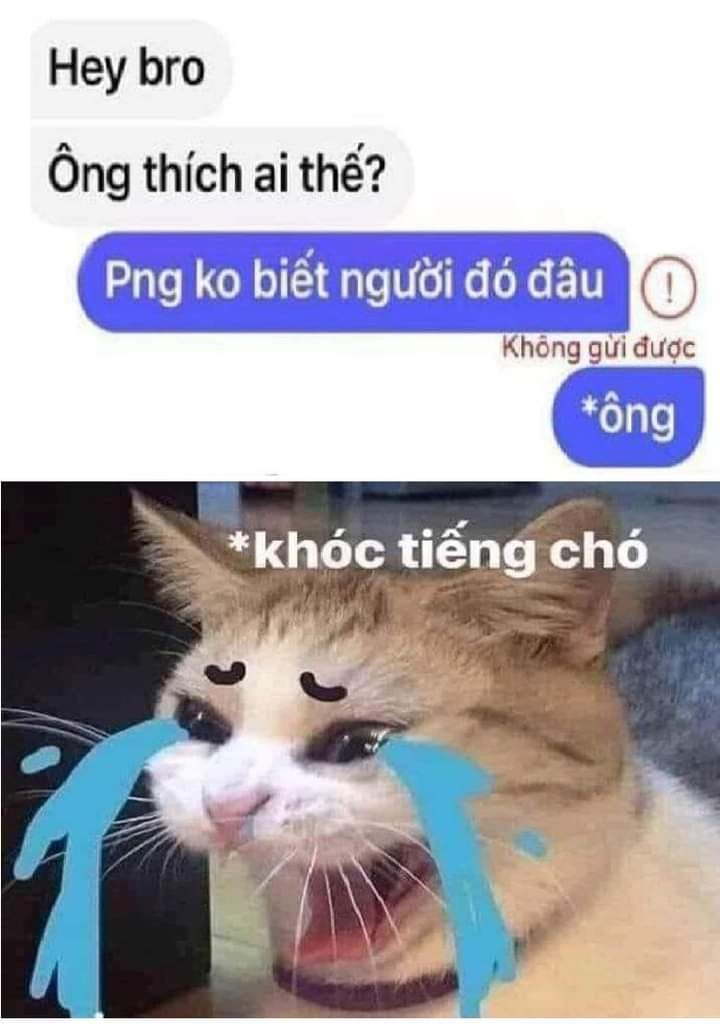 Hey bro
Ông thích ai thế?
Png ko biết người đó đâu
!
Không gửi được
*ông
*khóc tiếng chó